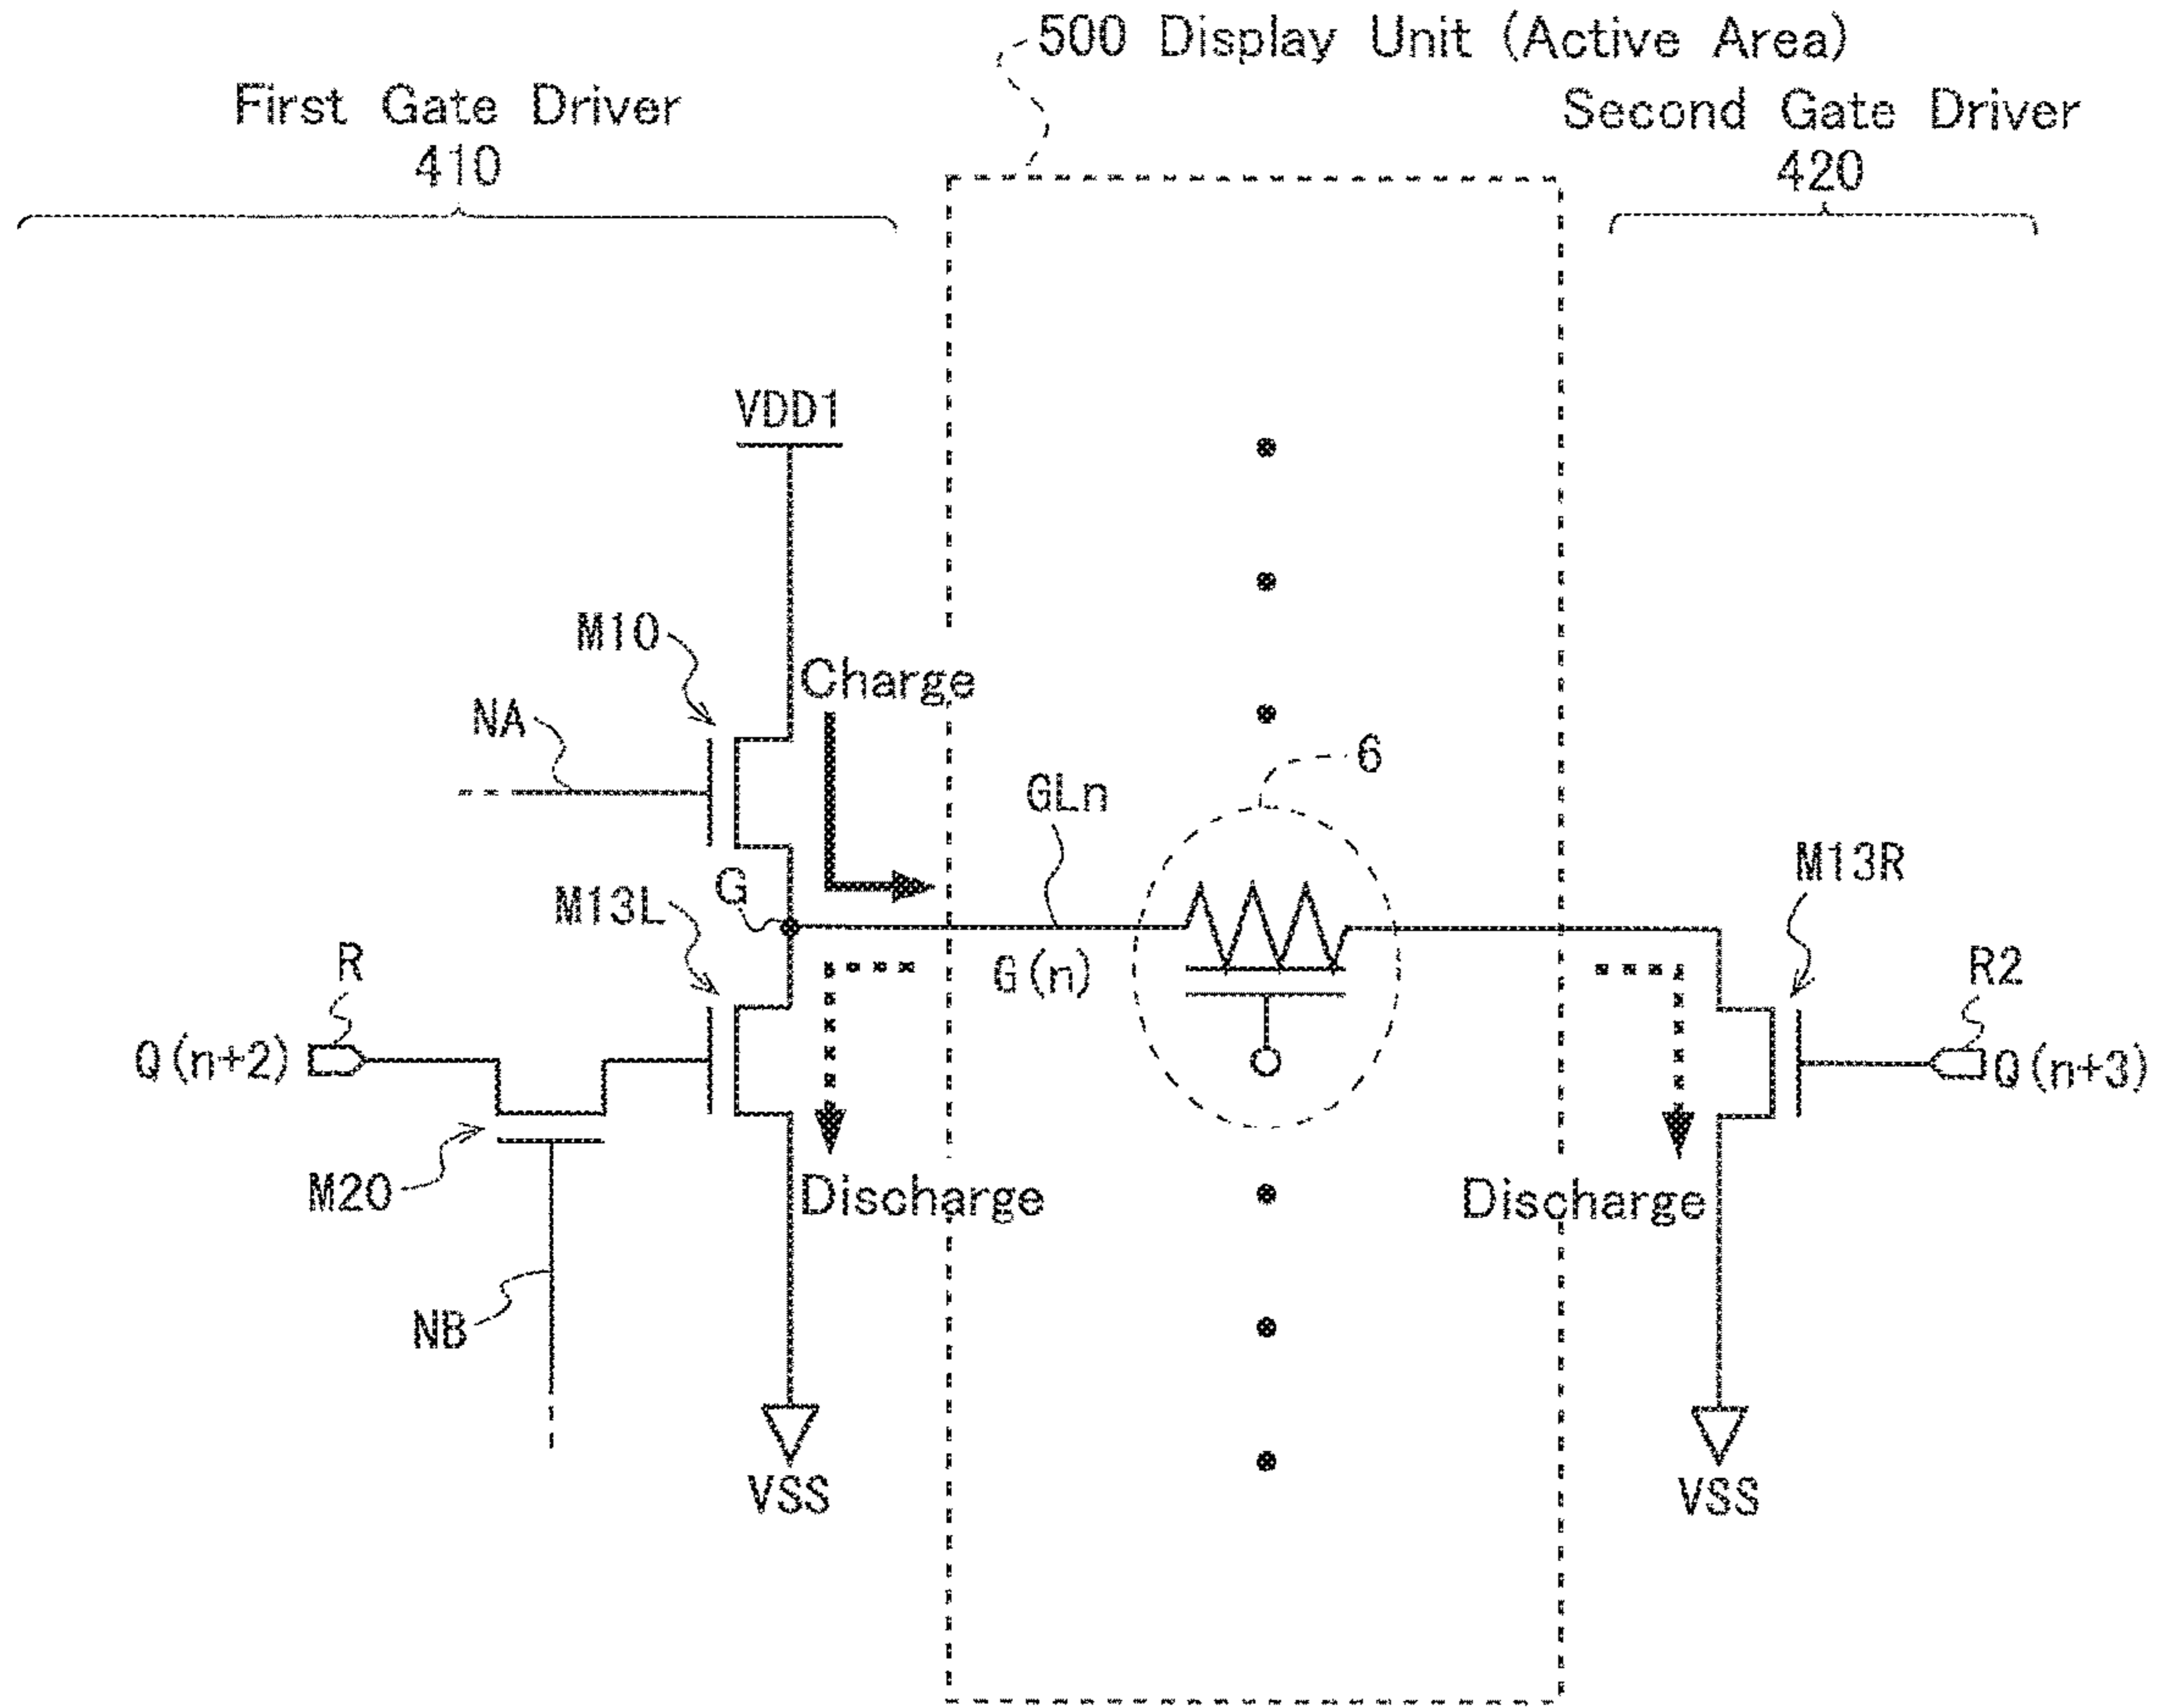 500 Display Unit (Active Area)
First Gate Driver
410
Second Gate Driver
420
VDD1
M10
Charge
NA
6
GLn
M13R
G
M13L
R
G(n)
R2
Q(n+2)
Q(n+3)
M20
Discharge
Discharge
NB
VSS
VSS